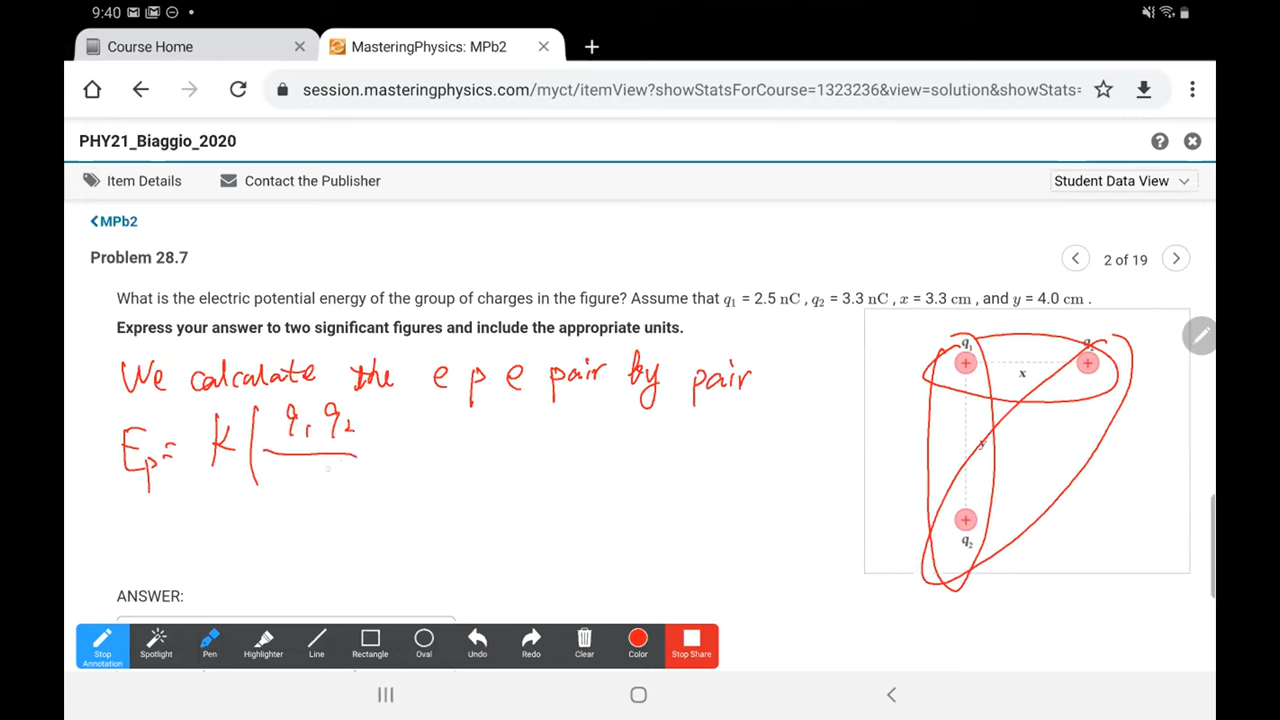 9:40
Course Home
MasteringPhysics: MPb2
session.masteringphysics.com/myct/itemView?showStatsForCourse=1323236&view=solution&showStats=
PHY21_Biaggio_2020
Item Details
Contact the Publisher
Student Data View
MPb2
Problem 28.7
2 of 19
What is the electric potential energy of the group of charges in the figure? Assume that q₁ = 2.5 nC , q₂ = 3.3 nC , x = 3.3 cm , and y = 4.0 cm .
Express your answer to two significant figures and include the appropriate units.
q₁
x
y
q₂
We calculate the e p e pair by pair
Ep = K ( q₁ q₂
ANSWER:
Stop Annotation
Spotlight
Pen
Highlighter
Line
Rectangle
Oval
Undo
Redo
Clear
Color
Stop Share